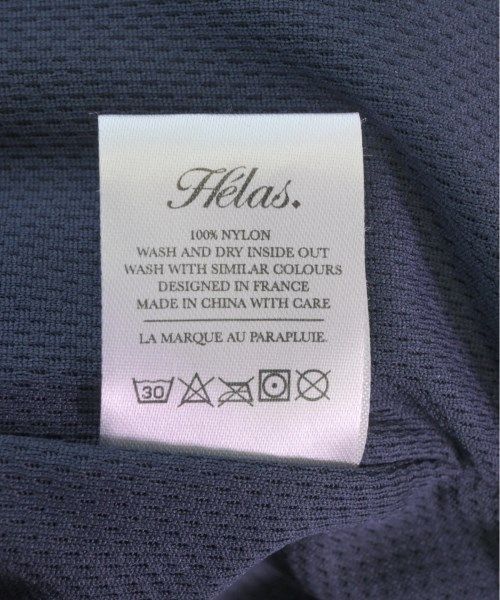 Hélas.
100% NYLON
WASH AND DRY INSIDE OUT
WASH WITH SIMILAR COLOURS
DESIGNED IN FRANCE
MADE IN CHINA WITH CARE
LA MARQUE AU PARAPLUIE.
30